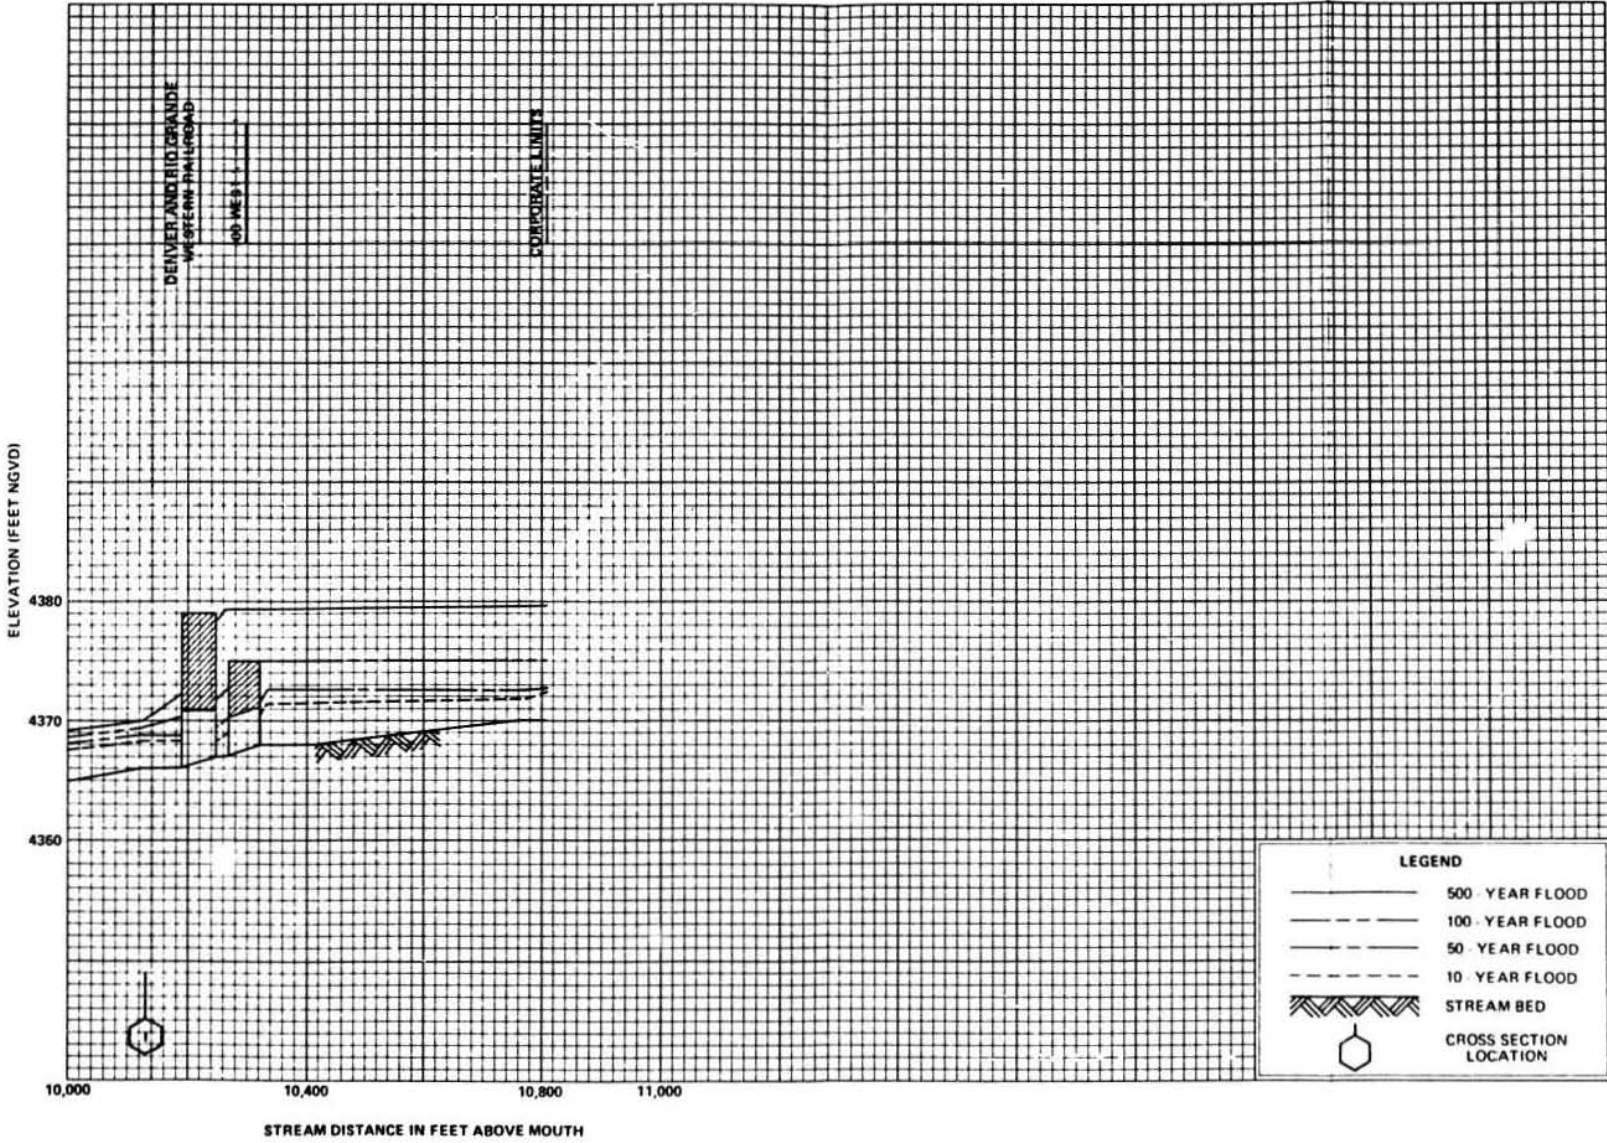 DENVER AND RIO GRANDE
WESTERN RAILROAD
CORPORATE LIMITS
ELEVATION (FEET NGVD)
4380
4370
4360
LEGEND
500 - YEAR FLOOD
100 - YEAR FLOOD
50 - YEAR FLOOD
10 - YEAR FLOOD
STREAM BED
CROSS SECTION
LOCATION
10,000
10,400
10,800
11,000
STREAM DISTANCE IN FEET ABOVE MOUTH